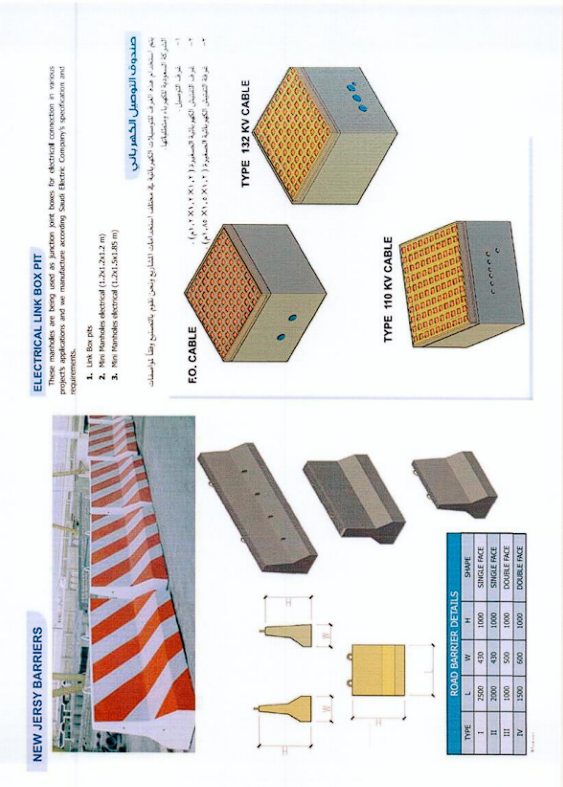 NEW JERSY BARRIERS
H
W
H
W
H
L
ROAD BARRIER DETAILS
TYPE L W H SHAPE
I 2500 430 1000 SINGLE FACE
II 2000 430 1000 SINGLE FACE
III 1000 500 1000 DOUBLE FACE
IV 1500 600 1000 DOUBLE FACE
ELECTRICAL LINK BOX PIT
These manholes are being used as junction joint boxes for electrical connection in various
project's applications and we manufacture according Saudi Electric Company's specification and
requirements.
1. Link Box pits
2. Mini Manholes electrical (1.2x1.2x1.2 m)
3. Mini Manholes electrical (1.2x1.5x1.85 m)
صندوق التوصيل الكهربائي
يتم استخدام هذه الغرف للتوصيلات الكهربائية في مختلف استخدامات المشاريع ونحن نقوم بالتصنيع وفقاً لمواصفات
الشركة السعودية للكهرباء ومتطلباتها.
١- غرف التوصيل.
٢- غرف التفتيش الكهربائية الصغيرة (١,٢×١,٢×١,٢م).
٣- غرفة التفتيش الكهربائية الصغيرة (١,٢×١,٥×١,٨٥م)
F.O. CABLE
TYPE 132 KV CABLE
TYPE 110 KV CABLE